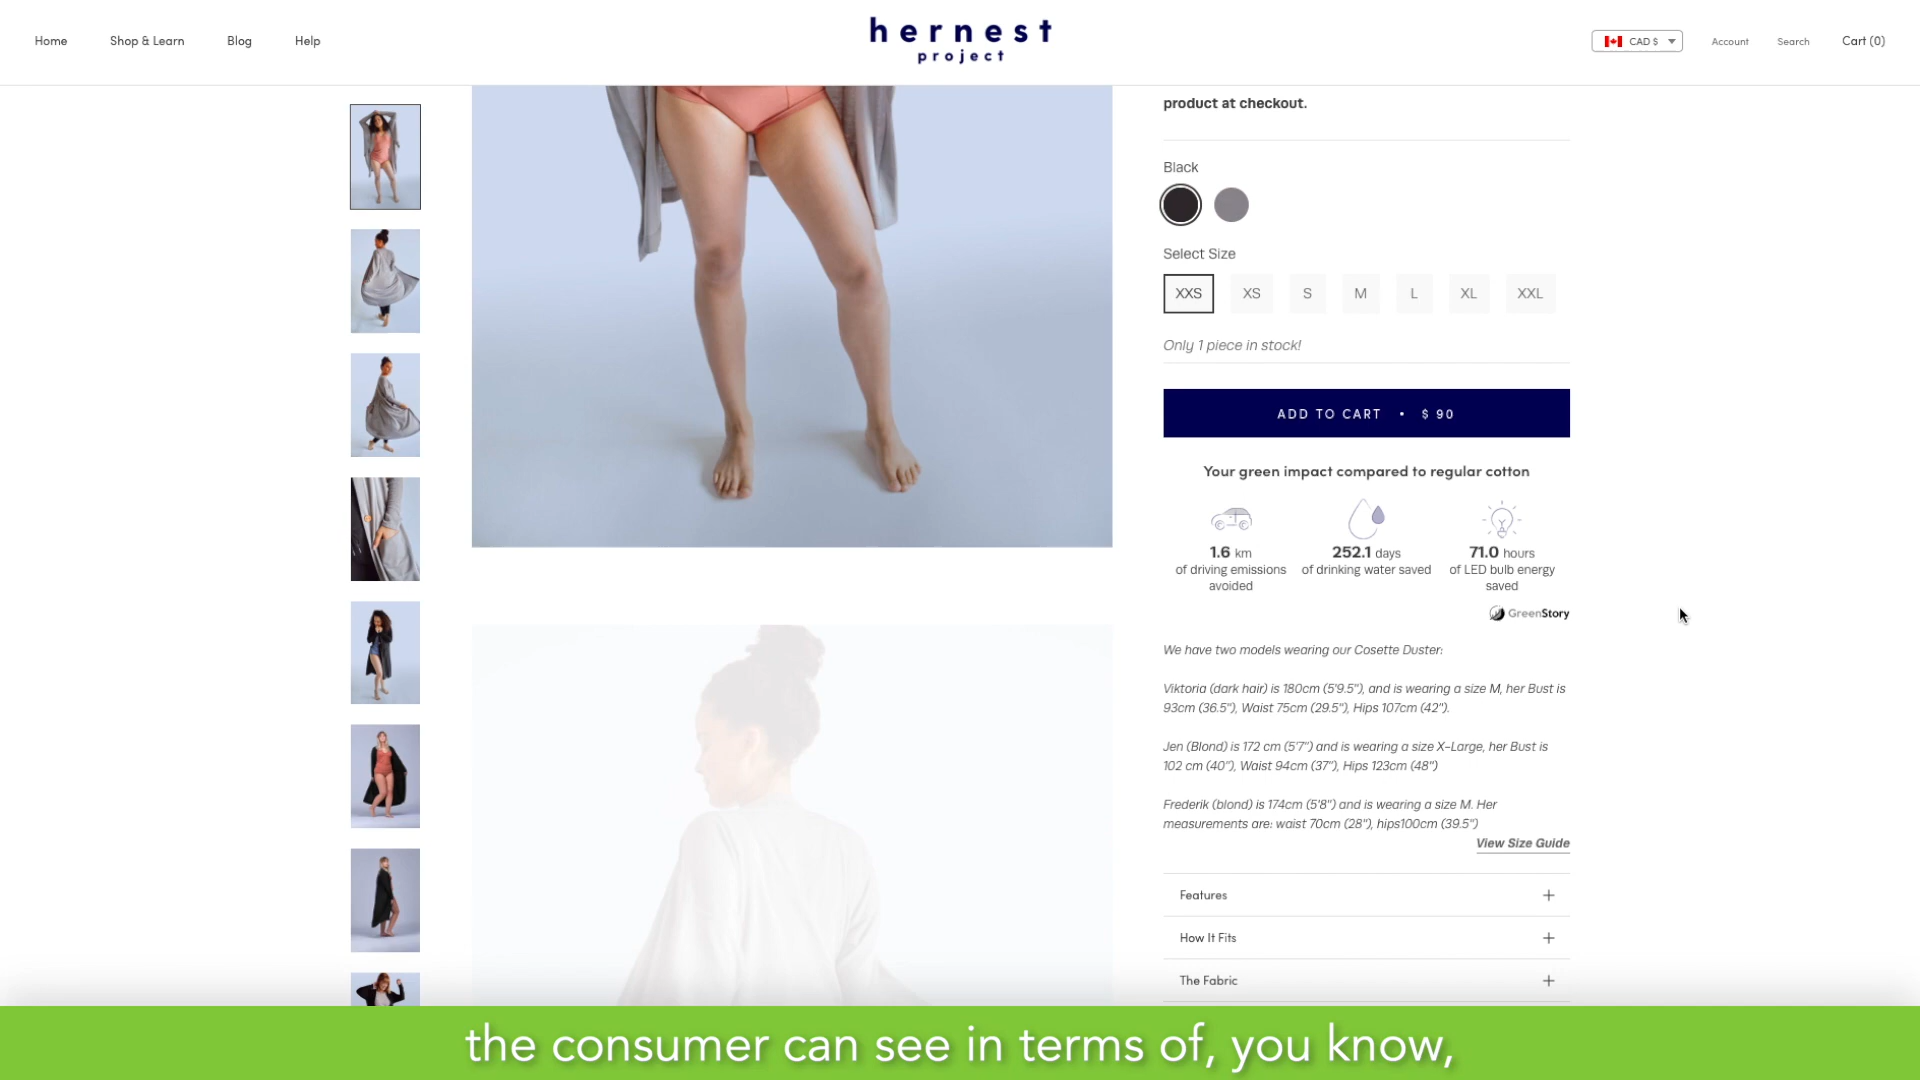 Home
Shop & Learn
Blog
Help
hernest
project
CAD $
Account
Search
Cart (0)
product at checkout.
Black
Select Size
XXS
XS
S
M
L
XL
XXL
Only 1 piece in stock!
ADD TO CART • $ 90
Your green impact compared to regular cotton
1.6 km
of driving emissions
avoided
252.1 days
of drinking water saved
71.0 hours
of LED bulb energy
saved
GreenStory
We have two models wearing our Cosette Duster:
Viktoria (dark hair) is 180cm (5'9.5"), and is wearing a size M, her Bust is
93cm (36.5"), Waist 75cm (29.5"), Hips 107cm (42").
Jen (Blond) is 172 cm (5'7") and is wearing a size X-Large, her Bust is
102 cm (40"), Waist 94cm (37"), Hips 123cm (48")
Frederik (blond) is 174cm (5'8") and is wearing a size M. Her
measurements are: waist 70cm (28"), hips100cm (39.5")
View Size Guide
Features
How It Fits
The Fabric
the consumer can see in terms of, you know,